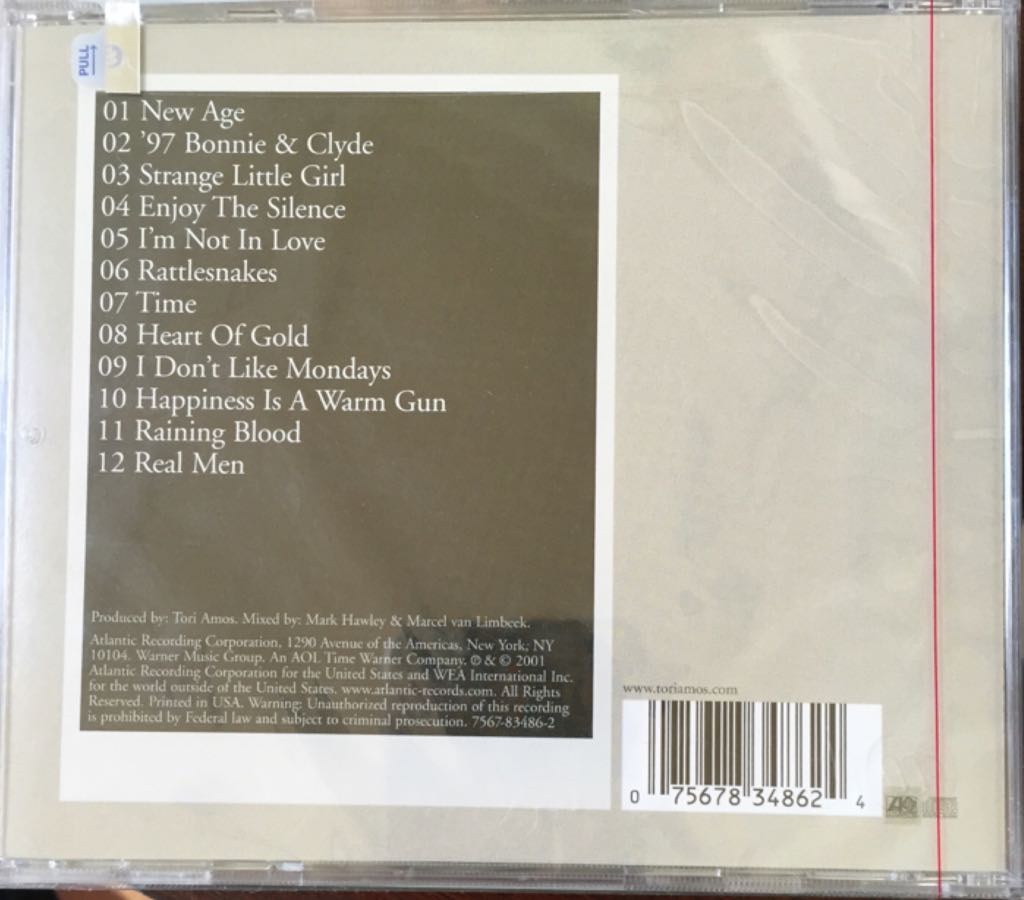 PULL
01 New Age
02 '97 Bonnie & Clyde
03 Strange Little Girl
04 Enjoy The Silence
05 I'm Not In Love
06 Rattlesnakes
07 Time
08 Heart Of Gold
09 I Don't Like Mondays
10 Happiness Is A Warm Gun
11 Raining Blood
12 Real Men
Produced by: Tori Amos. Mixed by: Mark Hawley & Marcel van Limbeek.
Atlantic Recording Corporation, 1290 Avenue of the Americas, New York, NY
10104. Warner Music Group. An AOL Time Warner Company. ℗ & © 2001
Atlantic Recording Corporation for the United States and WEA International Inc.
for the world outside of the United States. www.atlantic-records.com. All Rights
Reserved. Printed in USA. Warning: Unauthorized reproduction of this recording
is prohibited by Federal law and subject to criminal prosecution. 7567-83486-2
www.toriamos.com
0 75678 34862 4